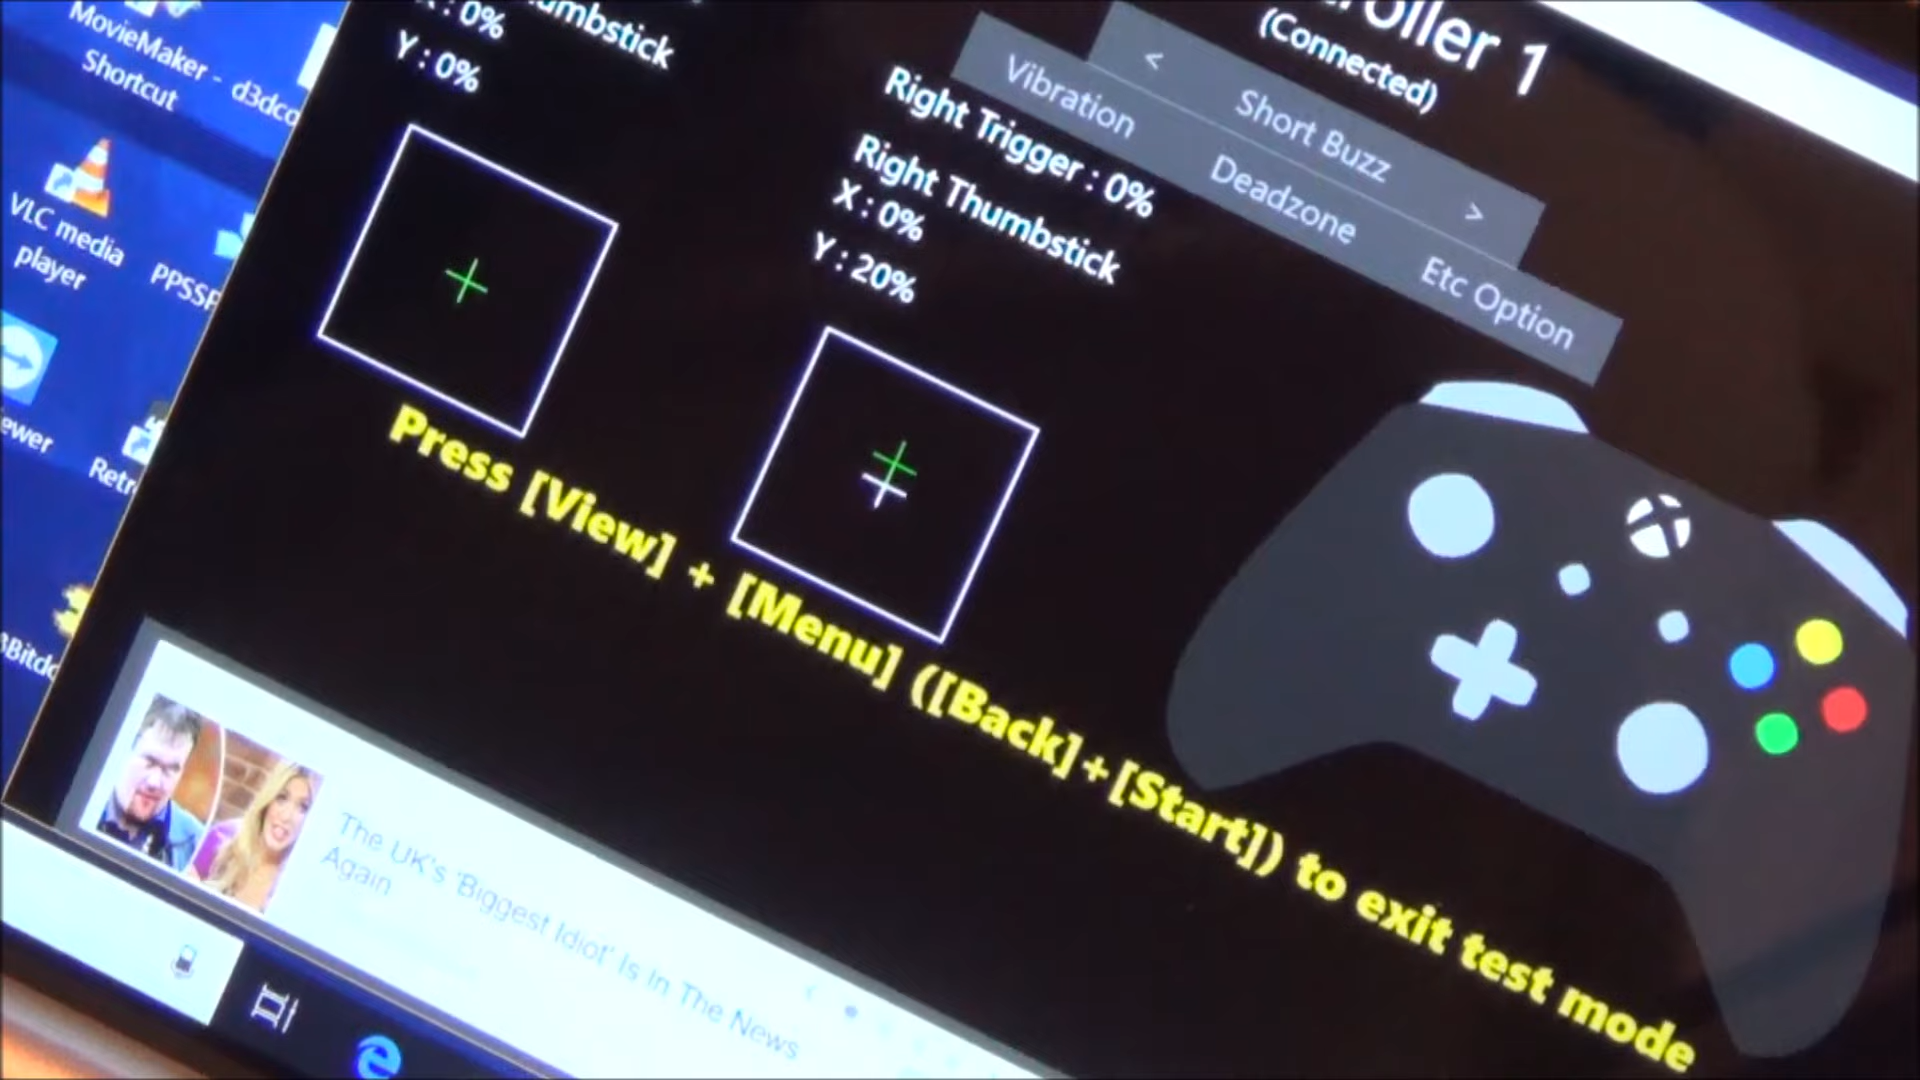 MovieMaker - d3dco
Shortcut
VLC media
player
PPSSP
ewer
Retr
umbstick
X : 0%
Y : 0%
Right Trigger : 0%
Right Thumbstick
X : 0%
Y : 20%
roller 1
(Connected)
< Short Buzz >
Vibration Deadzone Etc Option
Press [View] + [Menu] ([Back]+[Start]) to exit test mode
The UK's 'Biggest Idiot' Is In The News
Again